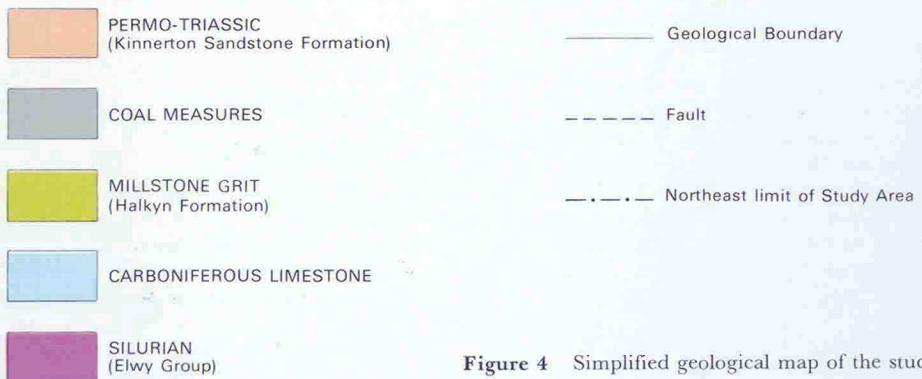 PERMO-TRIASSIC
(Kinnerton Sandstone Formation)
COAL MEASURES
MILLSTONE GRIT
(Halkyn Formation)
CARBONIFEROUS LIMESTONE
SILURIAN
(Elwy Group)
Geological Boundary
Fault
Northeast limit of Study Area
Figure 4 Simplified geological map of the